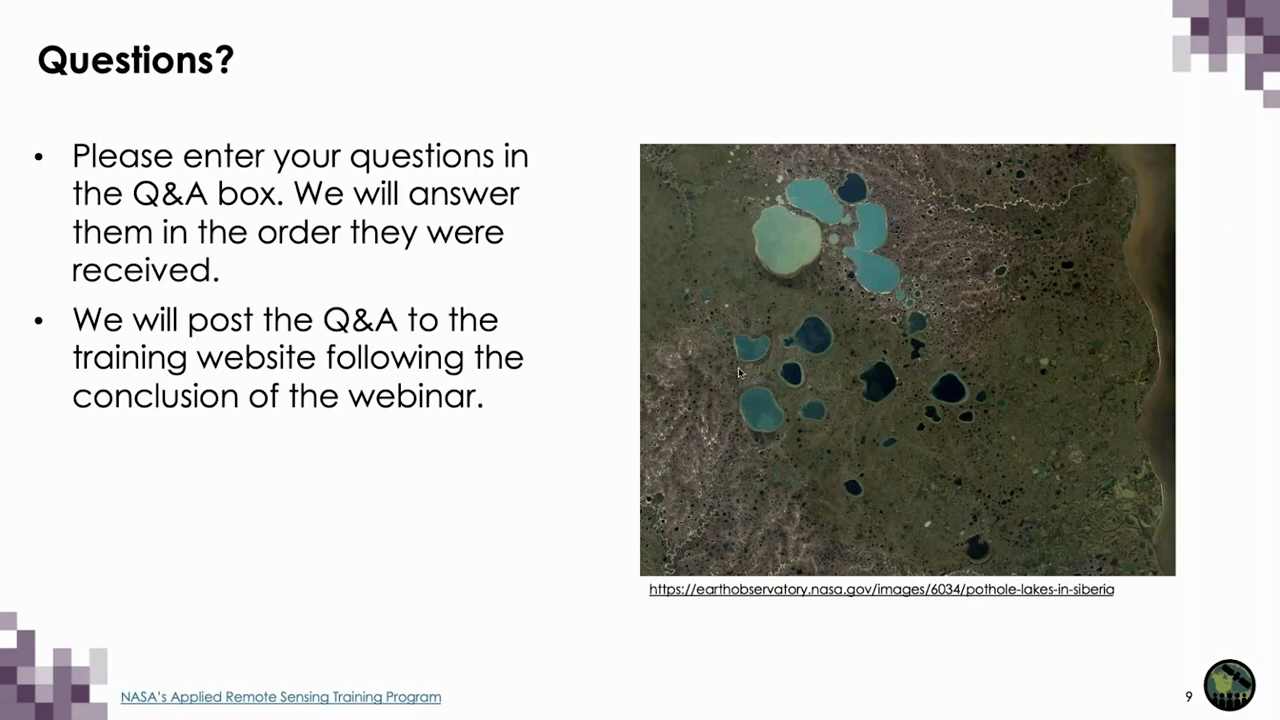 Questions?
• Please enter your questions in
the Q&A box. We will answer
them in the order they were
received.
• We will post the Q&A to the
training website following the
conclusion of the webinar.
https://earthobservatory.nasa.gov/images/6034/pothole-lakes-in-siberia
NASA's Applied Remote Sensing Training Program
9